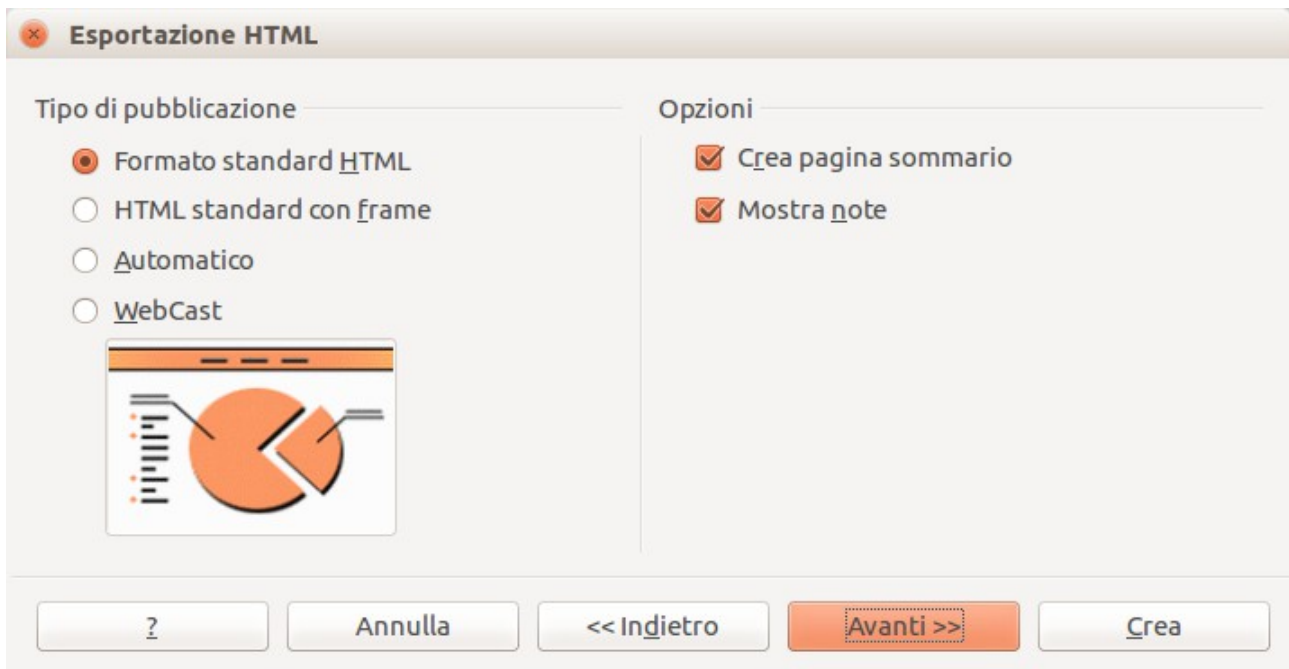 Esportazione HTML
Tipo di pubblicazione
Formato standard HTML
HTML standard con frame
Automatico
WebCast
Opzioni
Crea pagina sommario
Mostra note
?
Annulla
<< Indietro
Avanti >>
Crea